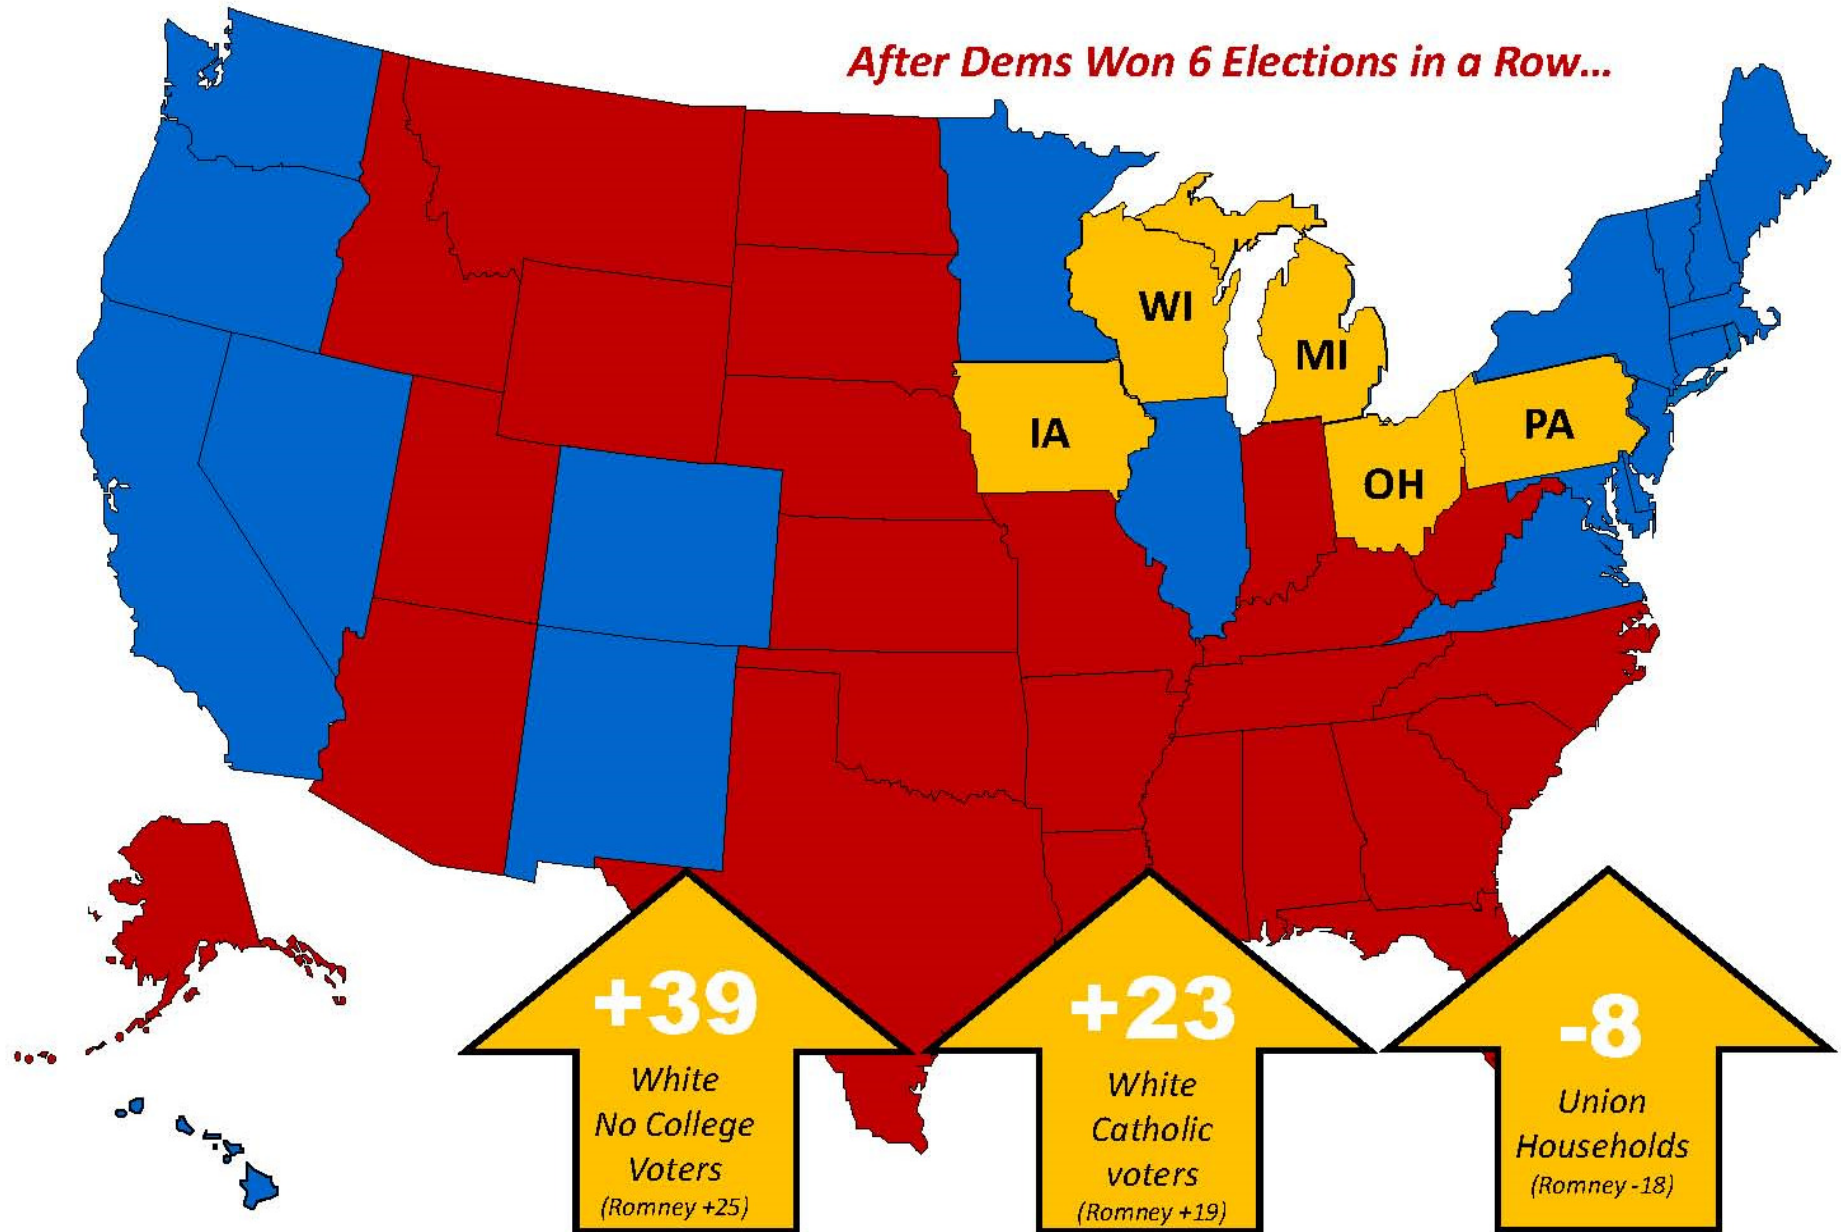 After Dems Won 6 Elections in a Row...
WI
MI
IA
PA
OH
+39
White
No College
Voters
(Romney +25)
+23
White
Catholic
voters
(Romney +19)
-8
Union
Households
(Romney -18)